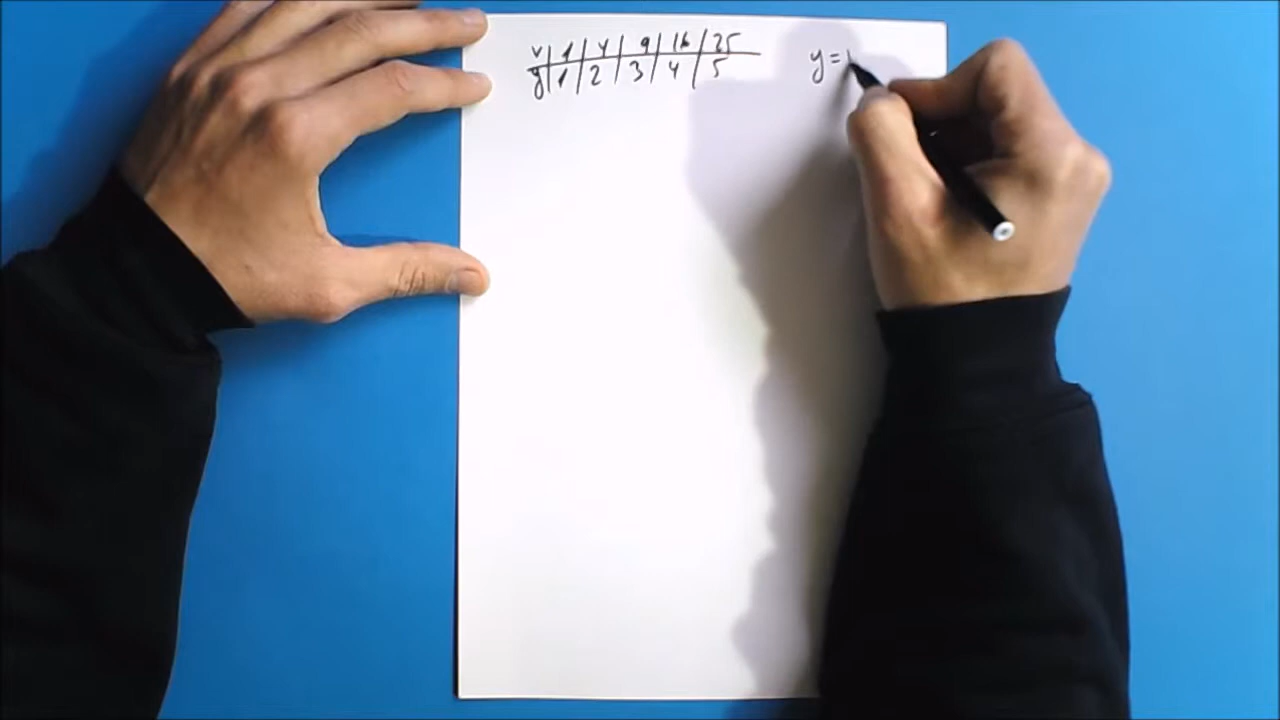 x | 1 | 4 | 9 | 16 | 25
y | 1 | 2 | 3 | 4 | 5
y =